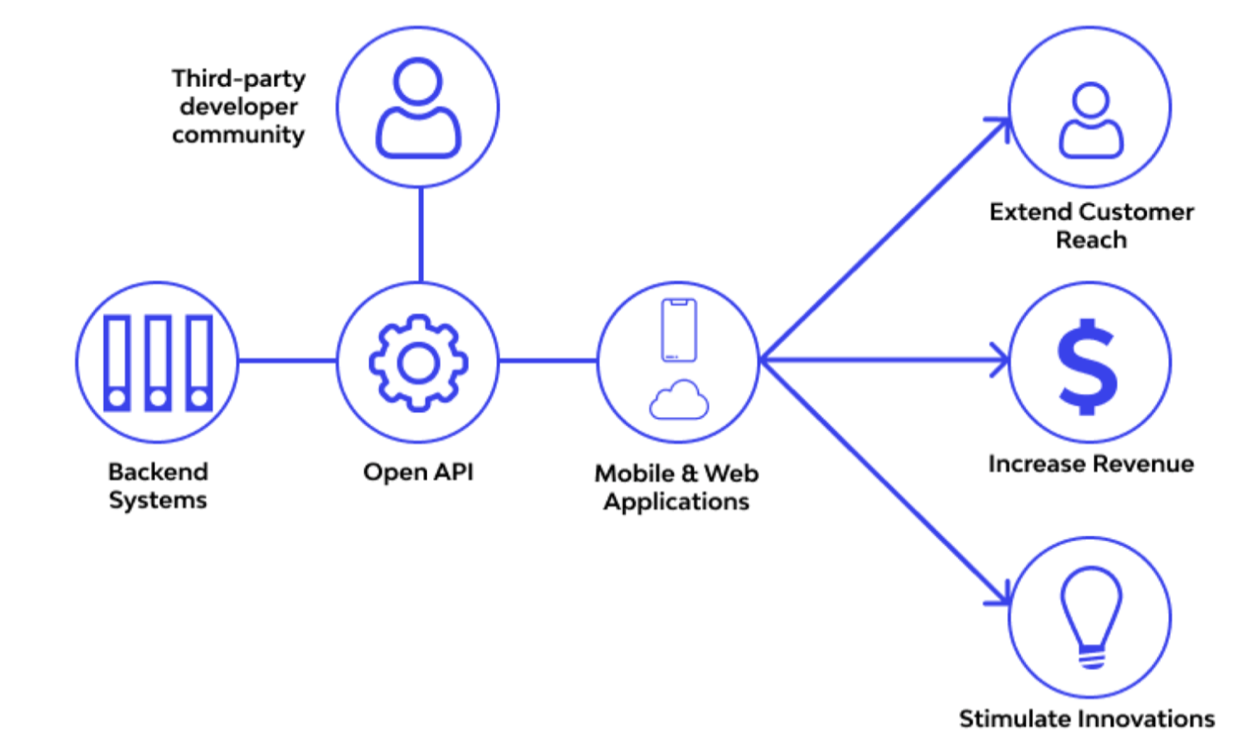 Third-party
developer
community
Extend Customer
Reach
Backend
Systems
Open API
Mobile & Web
Applications
Increase Revenue
Stimulate Innovations